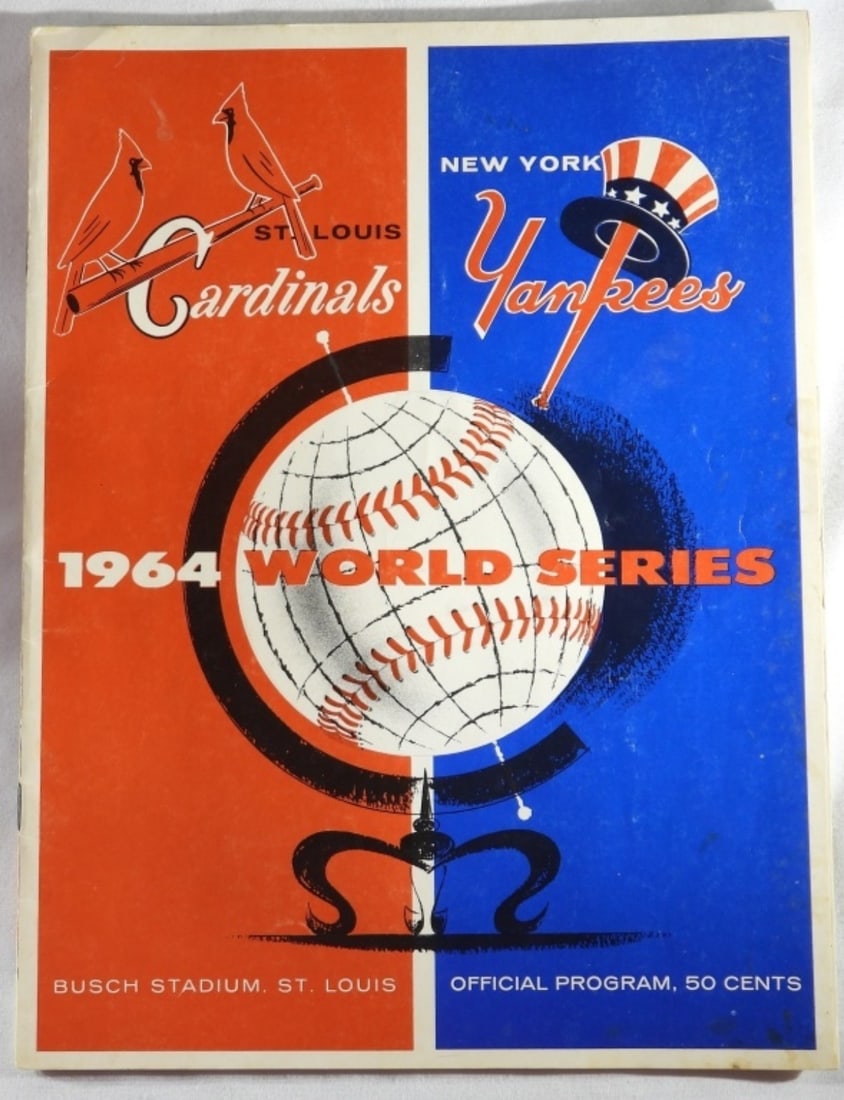 ST. LOUIS
Cardinals
NEW YORK
Yankees
1964 WORLD SERIES
BUSCH STADIUM, ST. LOUIS
OFFICIAL PROGRAM, 50 CENTS